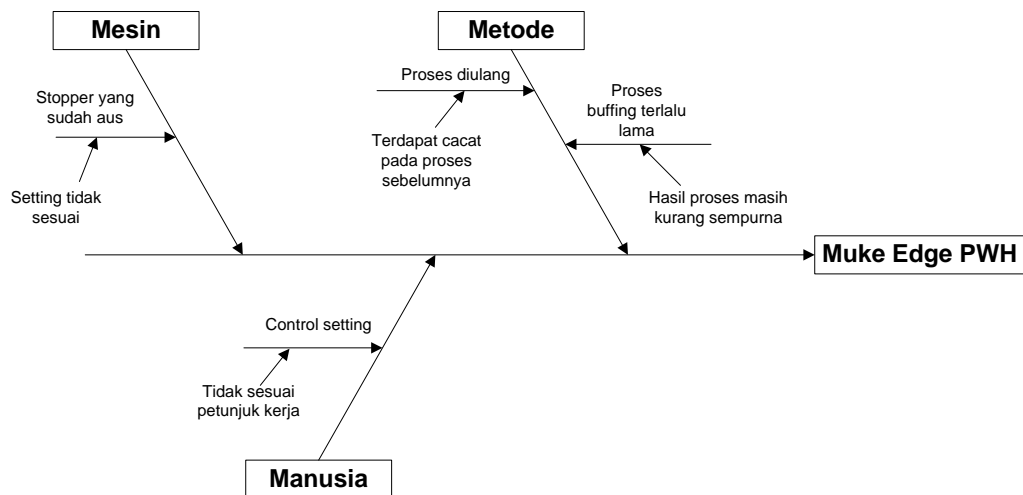 Mesin
Metode
Stopper yang
sudah aus
Setting tidak
sesuai
Proses diulang
Terdapat cacat
pada proses
sebelumnya
Proses
buffing terlalu
lama
Hasil proses masih
kurang sempurna
Muke Edge PWH
Control setting
Tidak sesuai
petunjuk kerja
Manusia